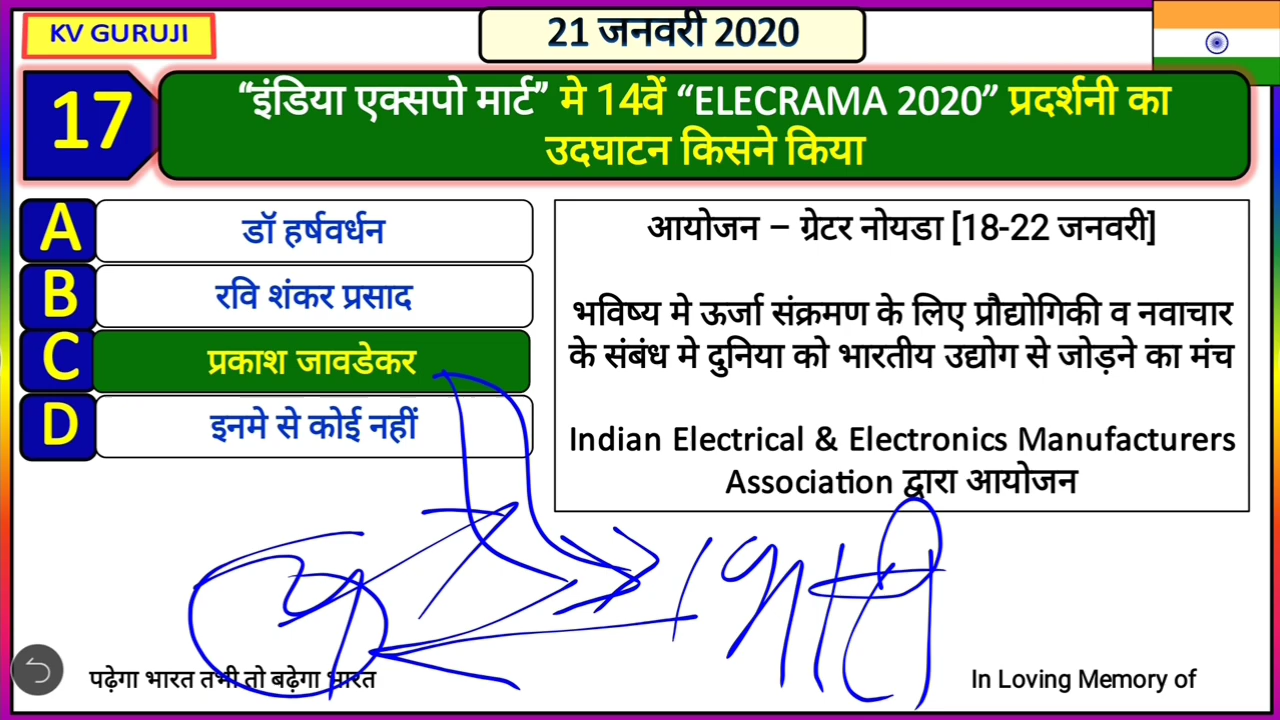 KV GURUJI
21 जनवरी 2020
17
“इंडिया एक्सपो मार्ट” मे 14वें “ELECRAMA 2020” प्रदर्शनी का
उदघाटन किसने किया
A
डॉ हर्षवर्धन
B
रवि शंकर प्रसाद
C
प्रकाश जावडेकर
D
इनमे से कोई नहीं
आयोजन – ग्रेटर नोयडा [18-22 जनवरी]
भविष्य मे ऊर्जा संक्रमण के लिए प्रौद्योगिकी व नवाचार
के संबंध मे दुनिया को भारतीय उद्योग से जोड़ने का मंच
Indian Electrical & Electronics Manufacturers
Association द्वारा आयोजन
पढ़ेगा भारत तभी तो बढ़ेगा भारत
In Loving Memory of